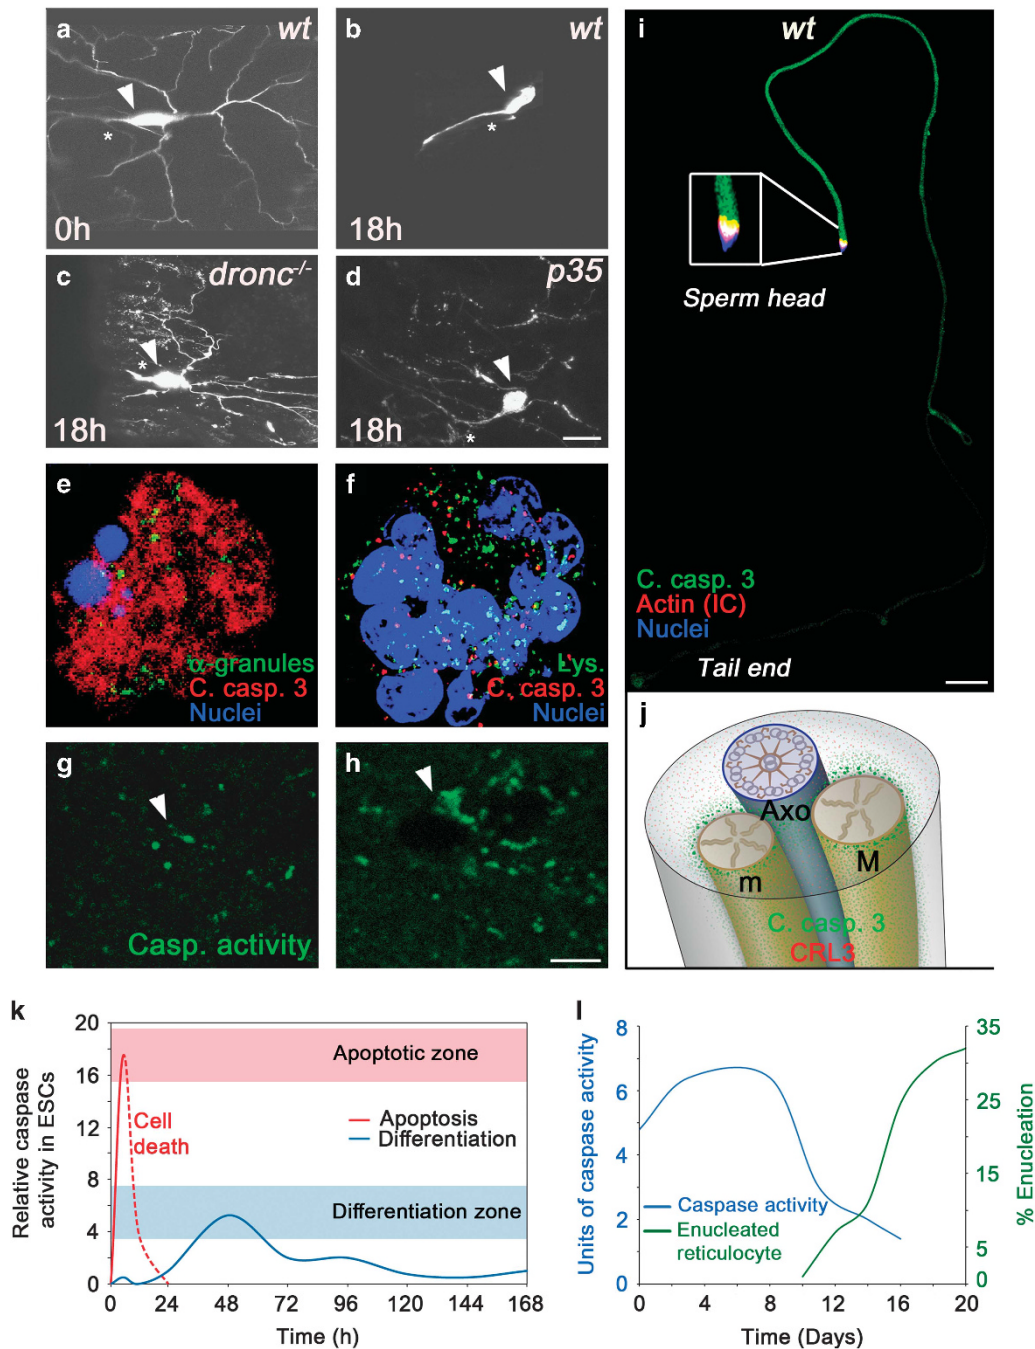 a
wt
*
0h
b
wt
*
18h
c
dronc-/-
*
18h
d
p35
*
18h
e
α-granules
C. casp. 3
Nuclei
f
Lys.
C. casp. 3
Nuclei
g
Casp. activity
h
i
wt
Sperm head
C. casp. 3
Actin (IC)
Nuclei
Tail end
j
Axo
M
m
C. casp. 3
CRL3
k
Relative caspase
activity in ESCs
20
16
12
8
4
0
Apoptotic zone
Cell
death
Apoptosis
Differentiation
Differentiation zone
0 24 48 72 96 120 144 168
Time (h)
l
Units of caspase activity
8
6
4
2
0
Caspase activity
Enucleated
reticulocyte
35
25
15
5
0
% Enucleation
0 4 8 12 16 20
Time (Days)